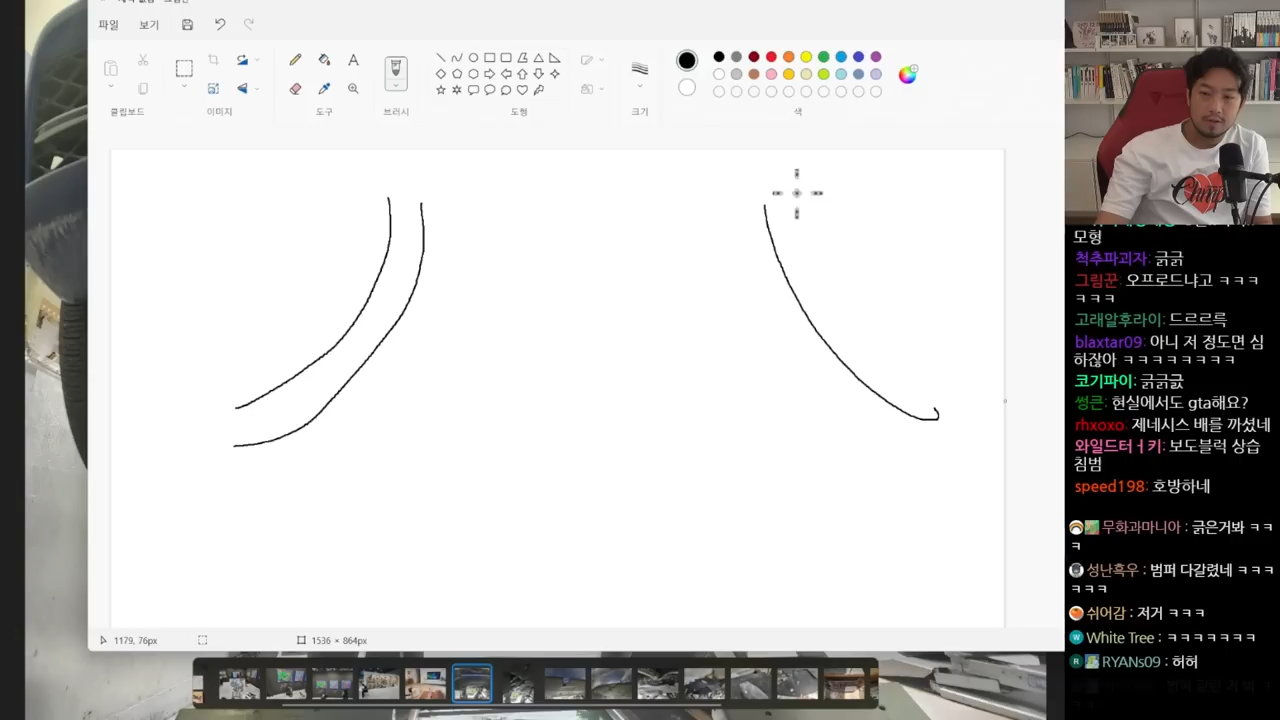 파일 보기
클립보드
이미지
도구
브러시
도형
크기
색
1179, 76px
1536 × 864px
모형
척추파괴자: 긁긁
그림꾼: 오프로드냐고 ㅋㅋㅋ
ㅋㅋㅋㅋ
고래알후라이: 드르르륵
blaxtar09: 아니 저 정도면 심
하잖아 ㅋㅋㅋㅋㅋㅋㅋㅋ
코기파이: 긁긁긂
썽큰: 현실에서도 gta해요?
rhxoxo: 제네시스 배를 까셨네
와일드터ㅓ키: 보도블럭 상습
침범
speed198: 호방하네
무화과마니아 : 긁은거봐 ㅋㅋ
ㅋ
성난흑우 : 범퍼 다갈렸네 ㅋㅋㅋ
ㅋㅋㅋ
쉬어감 : 저거 ㅋㅋㅋ
White Tree : ㅋㅋㅋㅋㅋㅋㅋ
RYANs09 : 허허